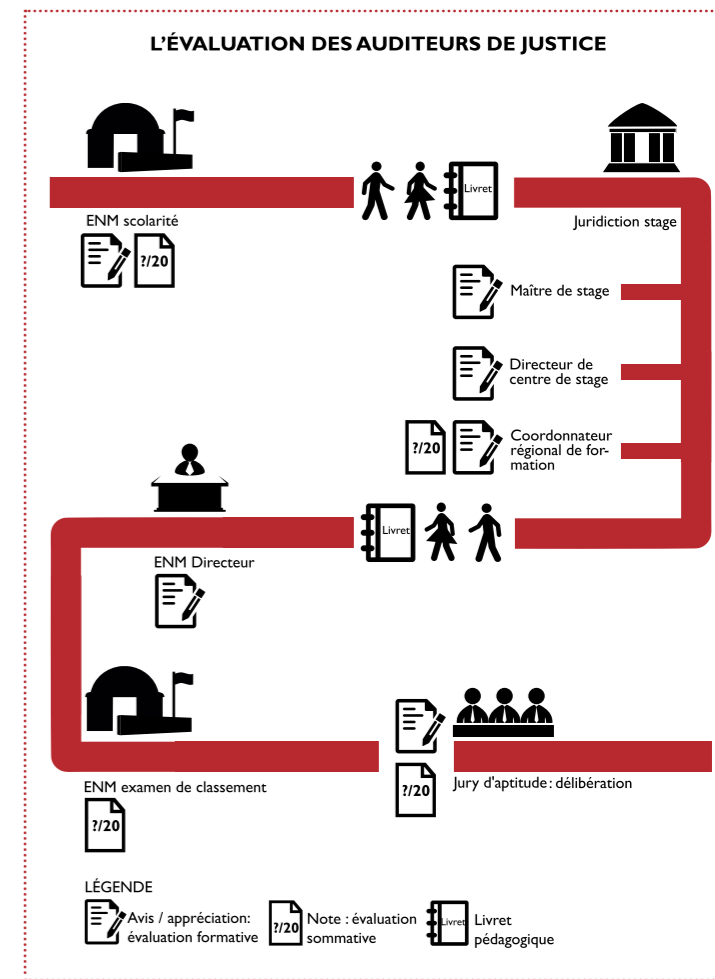 L'ÉVALUATION DES AUDITEURS DE JUSTICE
Livret
ENM scolarité
?/20
Juridiction stage
Maître de stage
Directeur de
centre de stage
?/20
Coordonnateur
régional de for-
mation
Livret
ENM Directeur
ENM examen de classement
?/20
?/20
Jury d'aptitude : délibération
LÉGENDE
Avis / appréciation:
évaluation formative
?/20
Note : évaluation
sommative
Livret
Livret
pédagogique